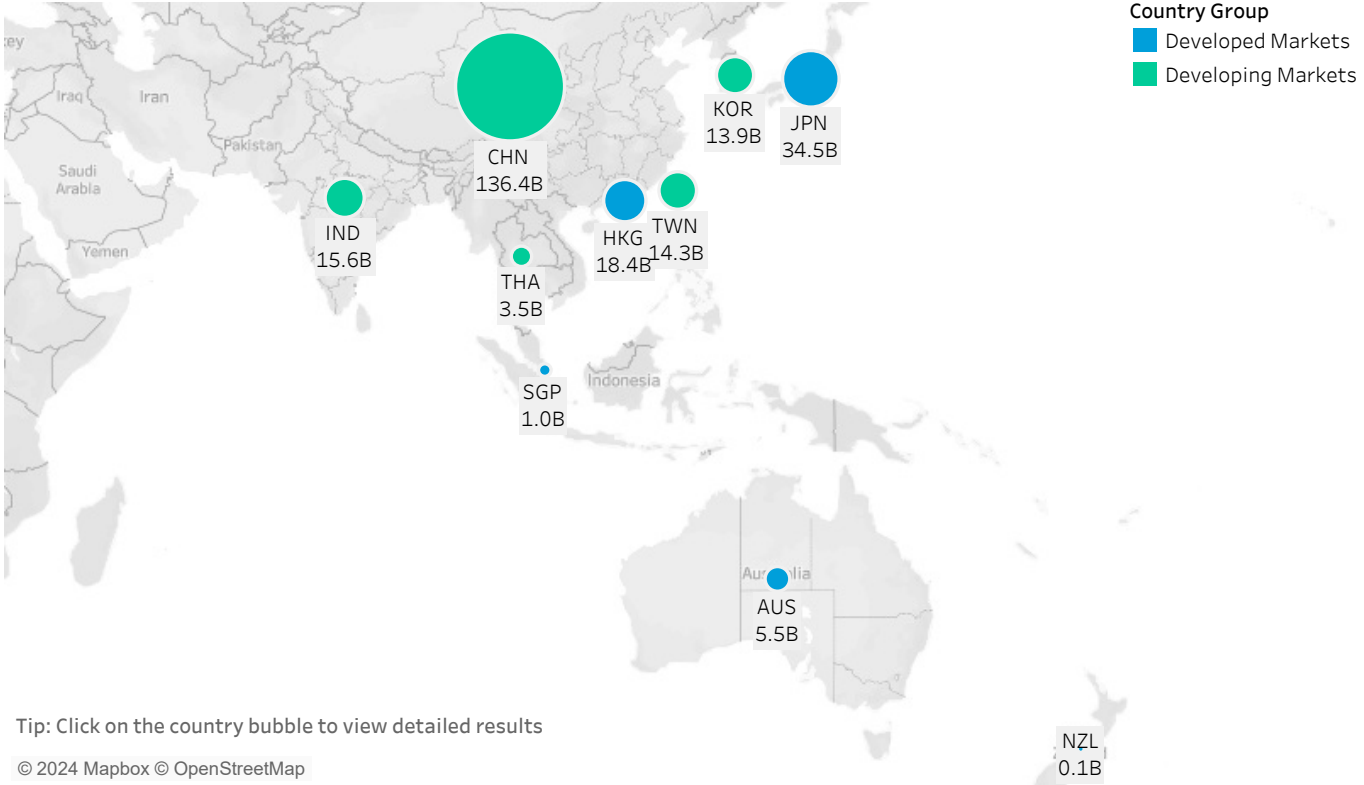 Country Group
Developed Markets
Developing Markets
Iraq
Iran
Pakistan
Saudi
Arabia
Yemen
CHN
136.4B
KOR
13.9B
JPN
34.5B
IND
15.6B
HKG
18.4B
TWN
14.3B
THA
3.5B
SGP
1.0B
Indonesia
AUS
5.5B
NZL
0.1B
Tip: Click on the country bubble to view detailed results
© 2024 Mapbox © OpenStreetMap